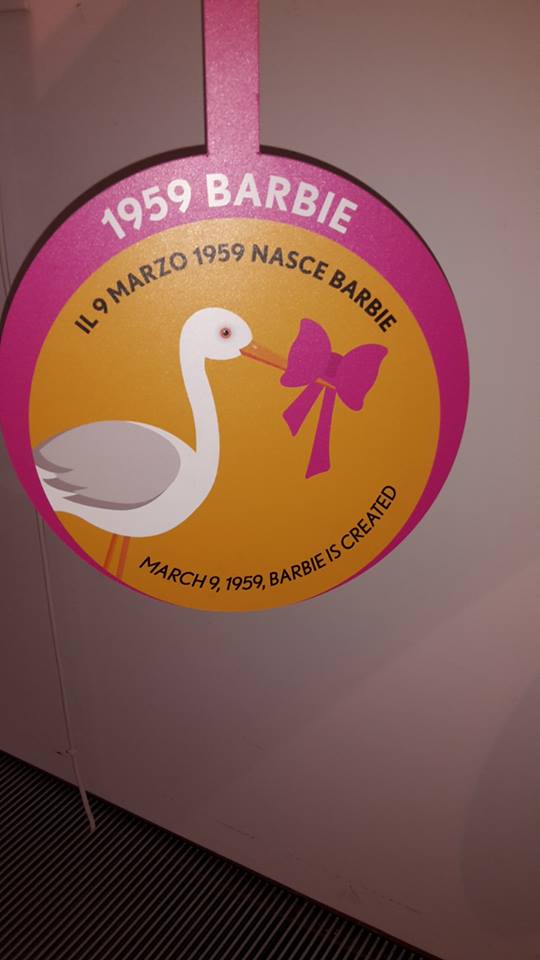 1959 BARBIE
IL 9 MARZO 1959 NASCE BARBIE
MARCH 9, 1959, BARBIE IS CREATED